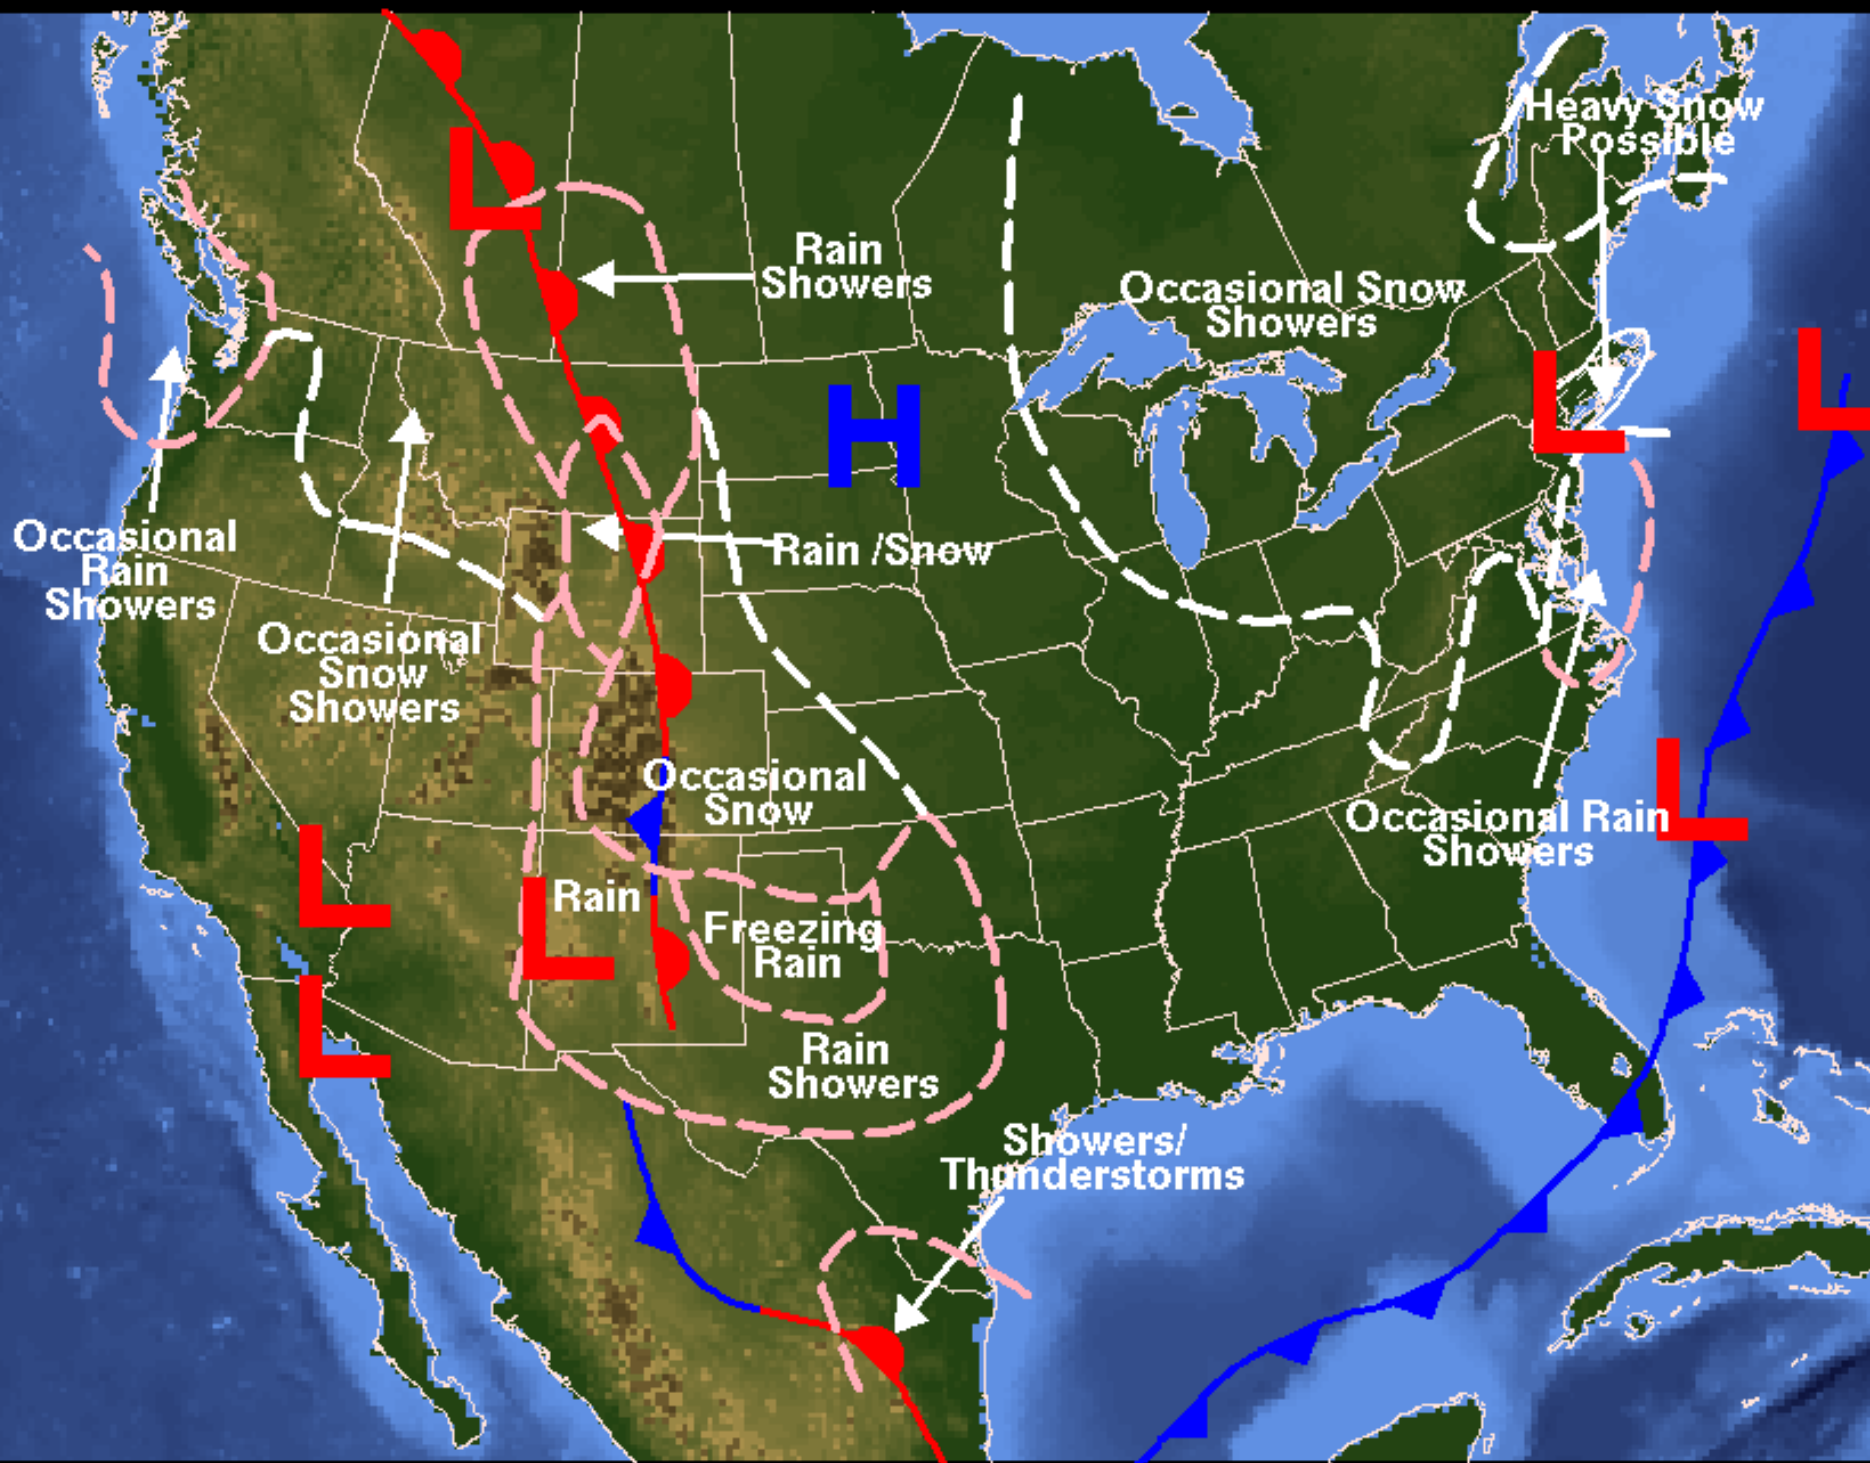 Heavy Snow
Possible
L
Rain
Showers
Occasional Snow
Showers
L
L
H
Occasional
Rain
Showers
Rain /Snow
Occasional
Snow
Showers
L
Occasional
Snow
Occasional Rain
Showers
L
L
Rain
Freezing
Rain
L
Rain
Showers
Showers/
Thunderstorms